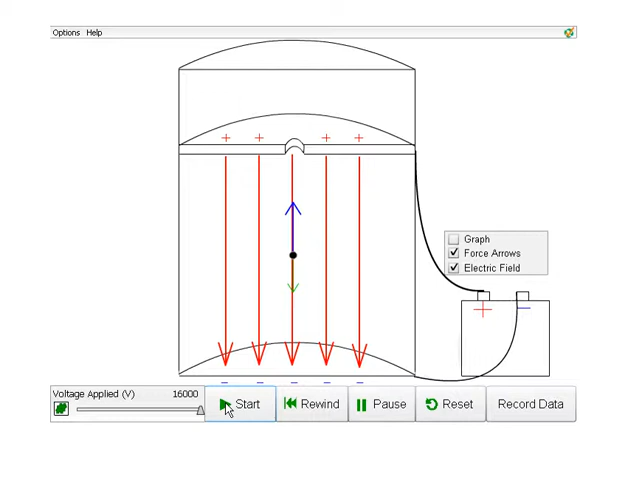 Options Help
+ + + +
Graph
Force Arrows
Electric Field
+ −
− − − − −
Voltage Applied (V) 16000
Start Rewind Pause Reset Record Data